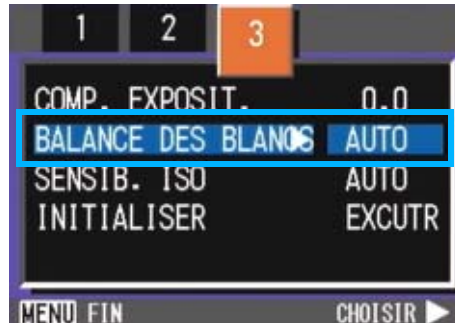 1 2 3
COMP. EXPOSIT. 0.0
BALANCE DES BLANCS AUTO
SENSIB. ISO AUTO
INITIALISER EXCUTR
MENU FIN CHOISIR